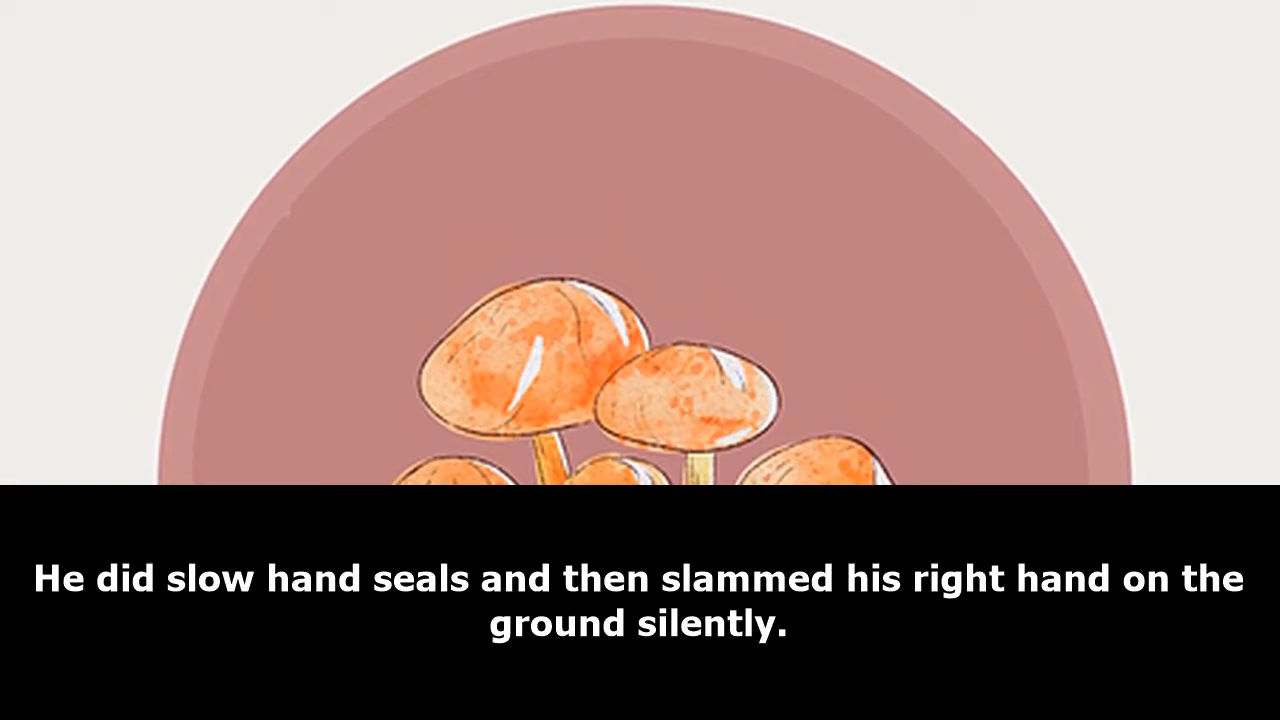 He did slow hand seals and then slammed his right hand on the
ground silently.